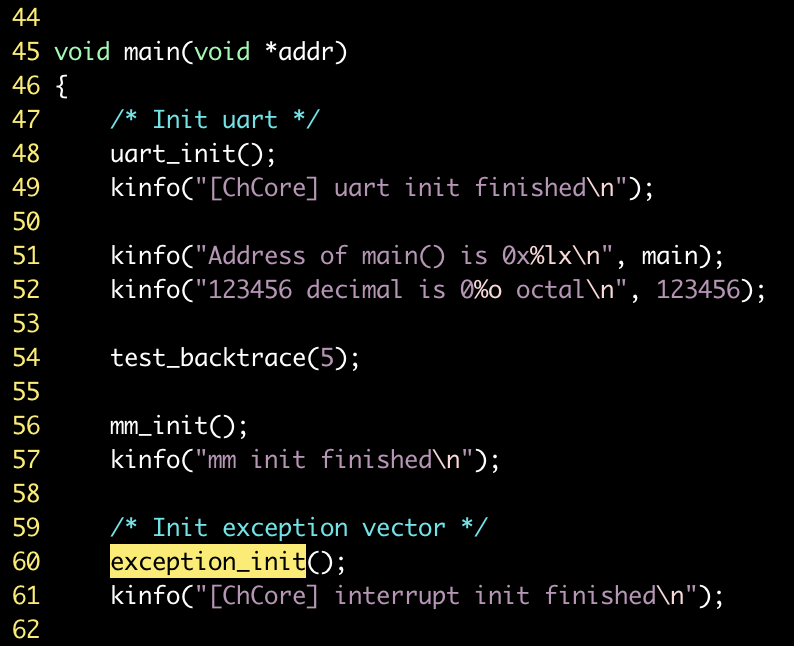 44
45 void main(void *addr)
46 {
47     /* Init uart */
48     uart_init();
49     kinfo("[ChCore] uart init finished\n");
50
51     kinfo("Address of main() is 0x%lx\n", main);
52     kinfo("123456 decimal is 0%o octal\n", 123456);
53
54     test_backtrace(5);
55
56     mm_init();
57     kinfo("mm init finished\n");
58
59     /* Init exception vector */
60     exception_init();
61     kinfo("[ChCore] interrupt init finished\n");
62